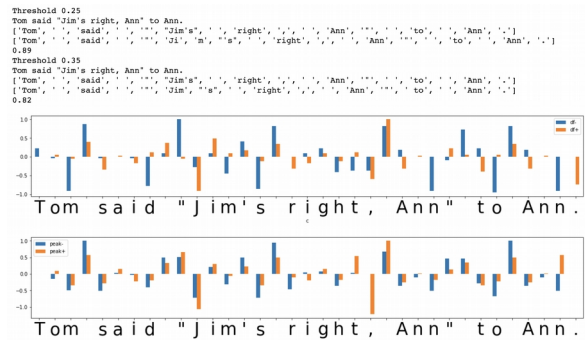 Threshold 0.25
Tom said "Jim's right, Ann" to Ann.
['Tom', ' ', 'said', ' ', '"', "Jim's", ' ', 'right', ',', ' ', 'Ann', '"', ' ', 'to', ' ', 'Ann', '.']
['Tom', ' ', 'said', ' ', '"', 'Ji', 'm', "'s", ' ', 'right', ',', ' ', 'Ann', '"', ' ', 'to', ' ', 'Ann', '.']
0.89
Threshold 0.35
Tom said "Jim's right, Ann" to Ann.
['Tom', ' ', 'said', ' ', '"', "Jim's", ' ', 'right', ',', ' ', 'Ann', '"', ' ', 'to', ' ', 'Ann', '.']
['Tom', ' ', 'said', ' ', '"', 'Jim', "'s", ' ', 'right', ',', ' ', 'Ann', '"', ' to', ' ', 'Ann', '.']
0.82
df-
df+
1.0
0.5
0.0
−0.5
−1.0
Tom said "Jim's right, Ann" to Ann.
c
peak-
peak+
1.0
0.5
0.0
−0.5
−1.0
Tom said "Jim's right, Ann" to Ann.